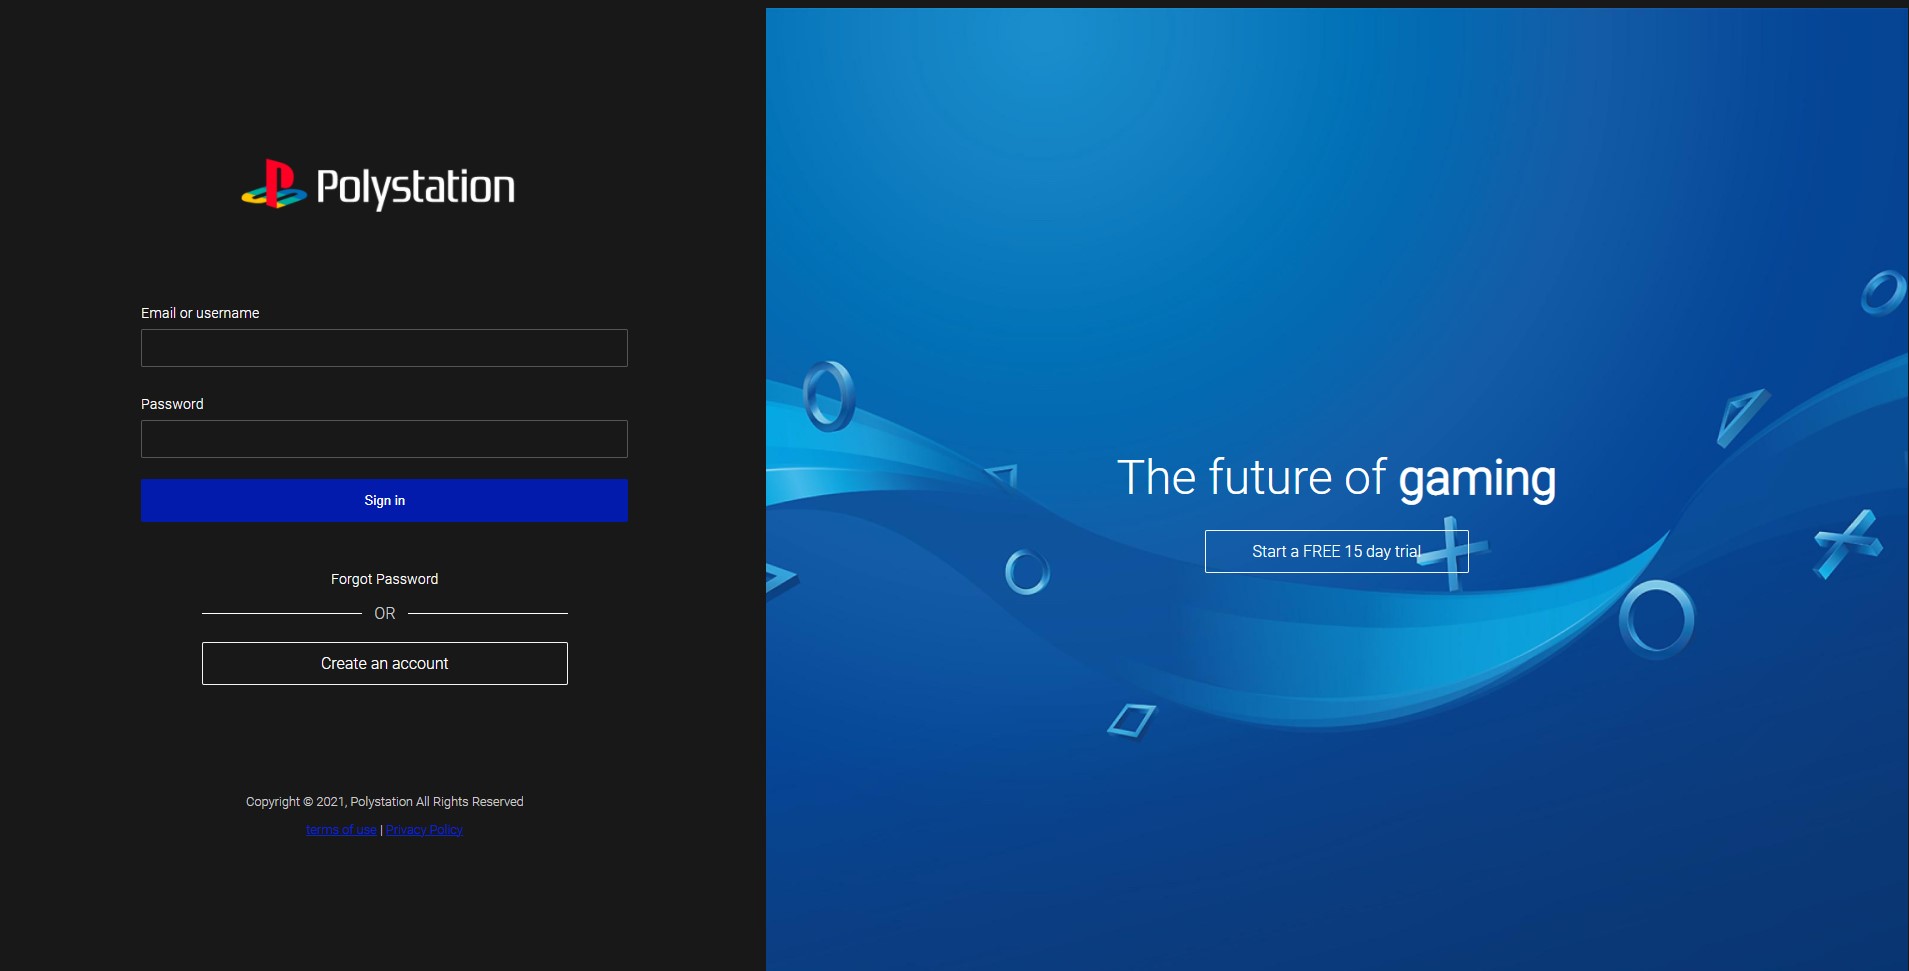 Polystation
Email or username
Password
Sign in
Forgot Password
OR
Create an account
Copyright © 2021, Polystation All Rights Reserved
terms of use | Privacy Policy
The future of gaming
Start a FREE 15 day trial